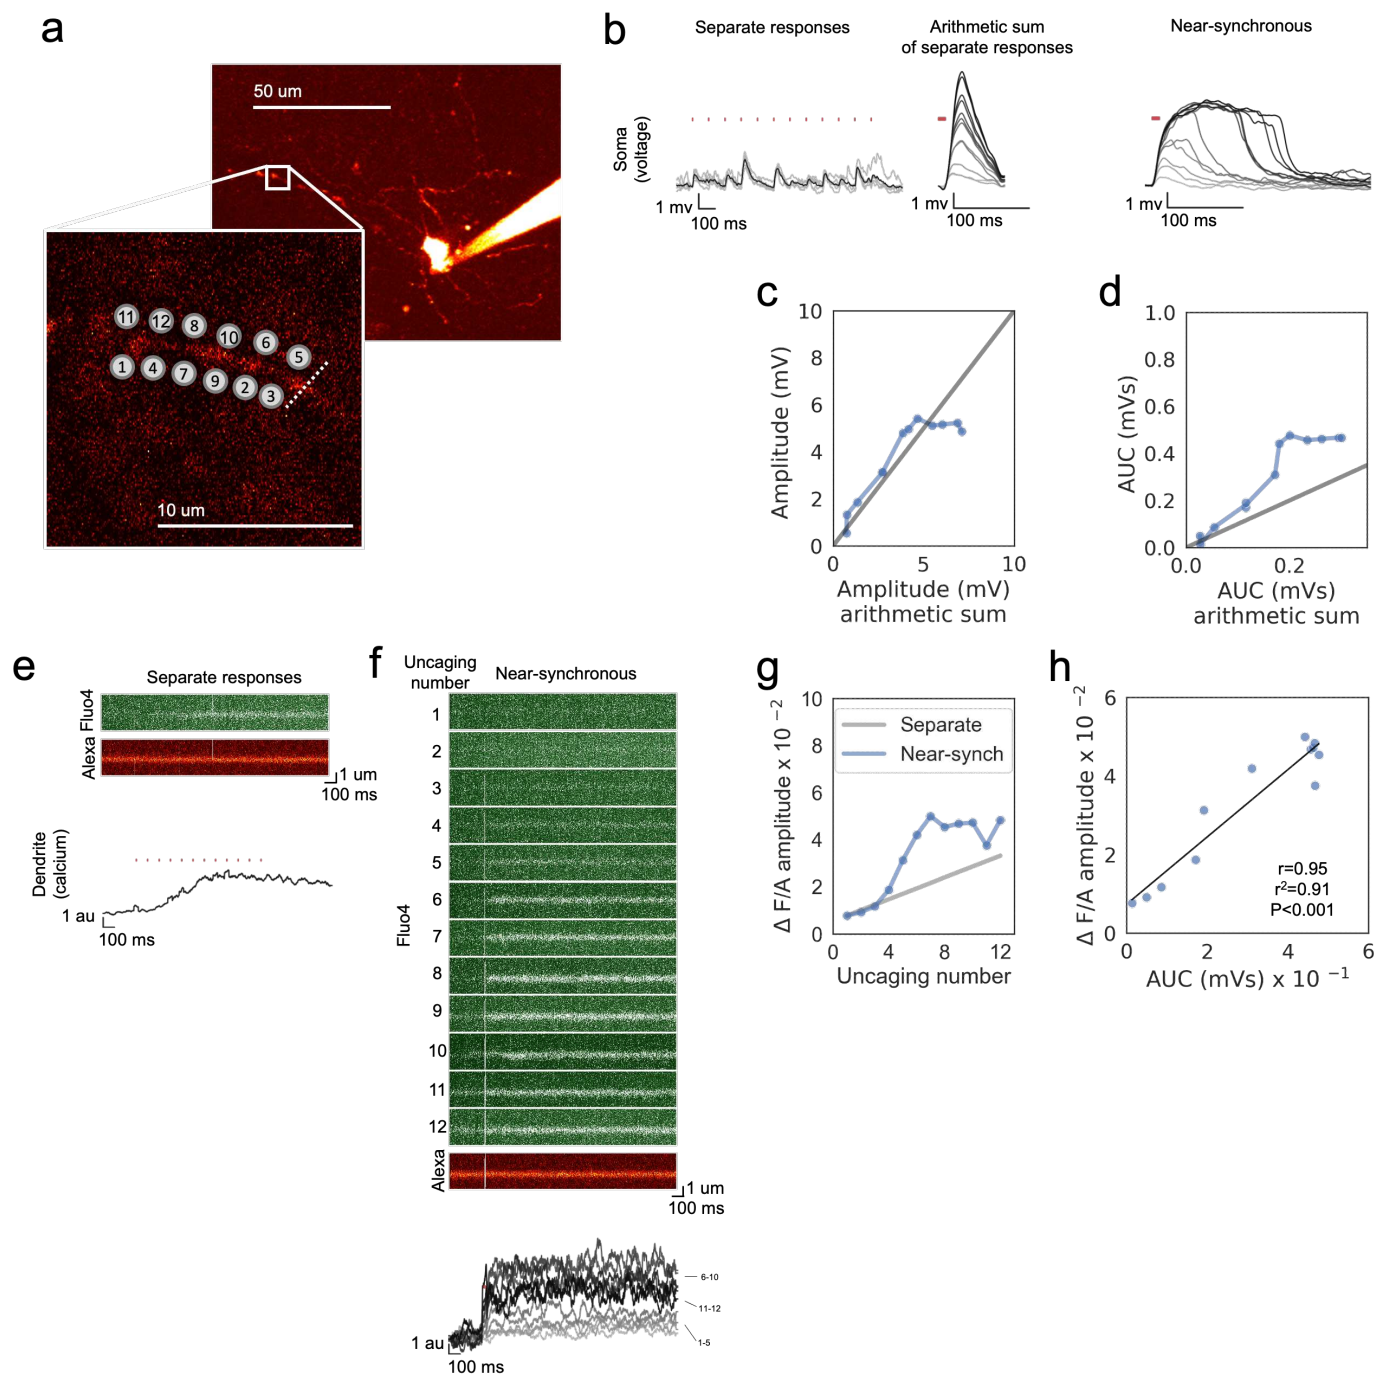 a
50 um
11
12
8
10
6
5
1
4
7
9
2
3
10 um
b
Separate responses
Arithmetic sum
of separate responses
Near-synchronous
Soma
(voltage)
1 mv
100 ms
1 mv
100 ms
1 mv
100 ms
c
Amplitude (mV)
10
8
6
4
2
0
0
5
10
Amplitude (mV)
arithmetic sum
d
AUC (mVs)
1.0
0.8
0.6
0.4
0.2
0.0
0.0
0.2
AUC (mVs)
arithmetic sum
e
Separate responses
Alexa Fluo4
1 um
100 ms
Dendrite
(calcium)
1 au
100 ms
f
Uncaging
number
Near-synchronous
1
2
3
4
5
6
7
8
9
10
11
12
Fluo4
Alexa
1 um
100 ms
6-10
11-12
1-5
1 au
100 ms
g
Δ F/A amplitude x 10 −2
10
8
6
4
2
0
Separate
Near-synch
0
4
8
12
Uncaging number
h
Δ F/A amplitude x 10 −2
6
4
2
0
r=0.95
r2=0.91
P<0.001
0
2
4
6
AUC (mVs) x 10 −1